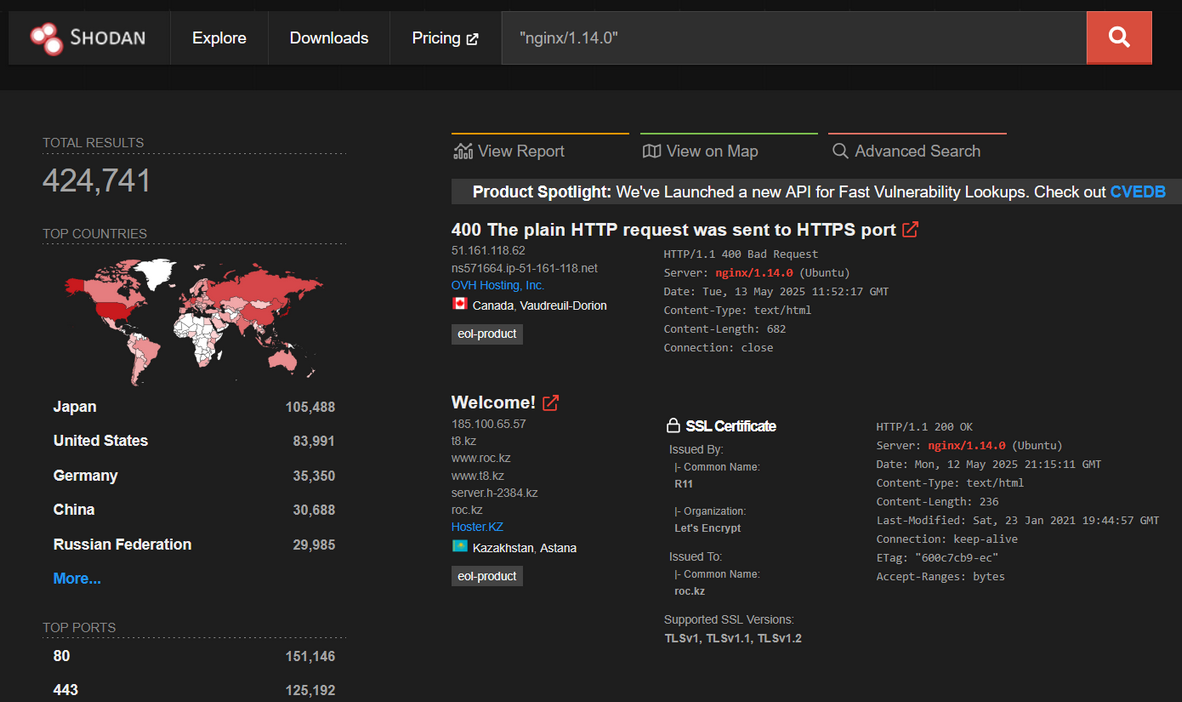 SHODAN
Explore
Downloads
Pricing
"nginx/1.14.0"
TOTAL RESULTS
424,741
TOP COUNTRIES
Japan 105,488
United States 83,991
Germany 35,350
China 30,688
Russian Federation 29,985
More...
TOP PORTS
80 151,146
443 125,192
View Report
View on Map
Advanced Search
Product Spotlight: We've Launched a new API for Fast Vulnerability Lookups. Check out CVEDB
400 The plain HTTP request was sent to HTTPS port
51.161.118.62
ns571664.ip-51-161-118.net
OVH Hosting, Inc.
Canada, Vaudreuil-Dorion
eol-product
HTTP/1.1 400 Bad Request
Server: nginx/1.14.0 (Ubuntu)
Date: Tue, 13 May 2025 11:52:17 GMT
Content-Type: text/html
Content-Length: 682
Connection: close
Welcome!
185.100.65.57
t8.kz
www.roc.kz
www.t8.kz
server.h-2384.kz
roc.kz
Hoster.KZ
Kazakhstan, Astana
eol-product
SSL Certificate
Issued By:
|- Common Name:
R11
|- Organization:
Let's Encrypt
Issued To:
|- Common Name:
roc.kz
Supported SSL Versions:
TLSv1, TLSv1.1, TLSv1.2
HTTP/1.1 200 OK
Server: nginx/1.14.0 (Ubuntu)
Date: Mon, 12 May 2025 21:15:11 GMT
Content-Type: text/html
Content-Length: 236
Last-Modified: Sat, 23 Jan 2021 19:44:57 GMT
Connection: keep-alive
ETag: "600c7cb9-ec"
Accept-Ranges: bytes